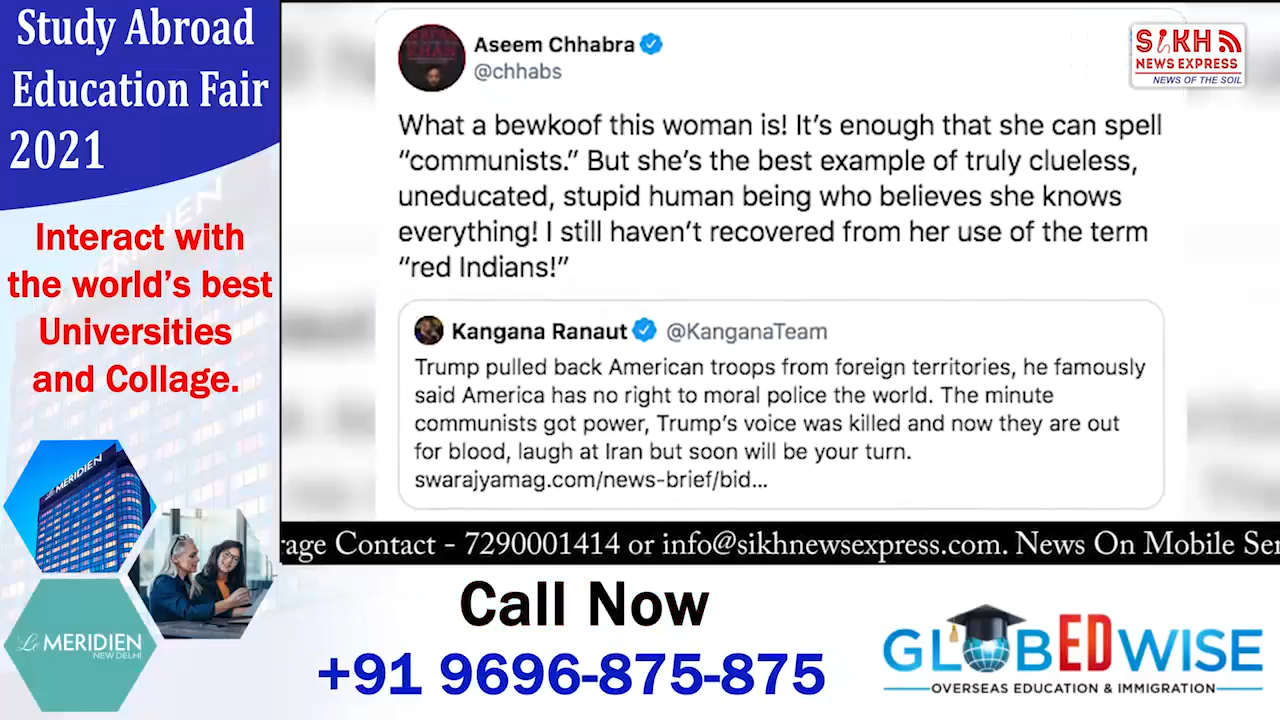 Study Abroad
Education Fair
2021
Interact with
the world's best
Universities
and Collage.
Le MERIDIEN
Le MERIDIEN
NEW DELHI
Aseem Chhabra
@chhabs
SIKH
NEWS EXPRESS
NEWS OF THE SOIL
What a bewkoof this woman is! It's enough that she can spell
“communists.” But she's the best example of truly clueless,
uneducated, stupid human being who believes she knows
everything! I still haven't recovered from her use of the term
“red Indians!”
Kangana Ranaut @KanganaTeam
Trump pulled back American troops from foreign territories, he famously
said America has no right to moral police the world. The minute
communists got power, Trump's voice was killed and now they are out
for blood, laugh at Iran but soon will be your turn.
swarajyamag.com/news-brief/bid...
rage Contact - 7290001414 or info@sikhnewsexpress.com. News On Mobile Ser
Call Now
+91 9696-875-875
GLOBEDWISE
OVERSEAS EDUCATION & IMMIGRATION